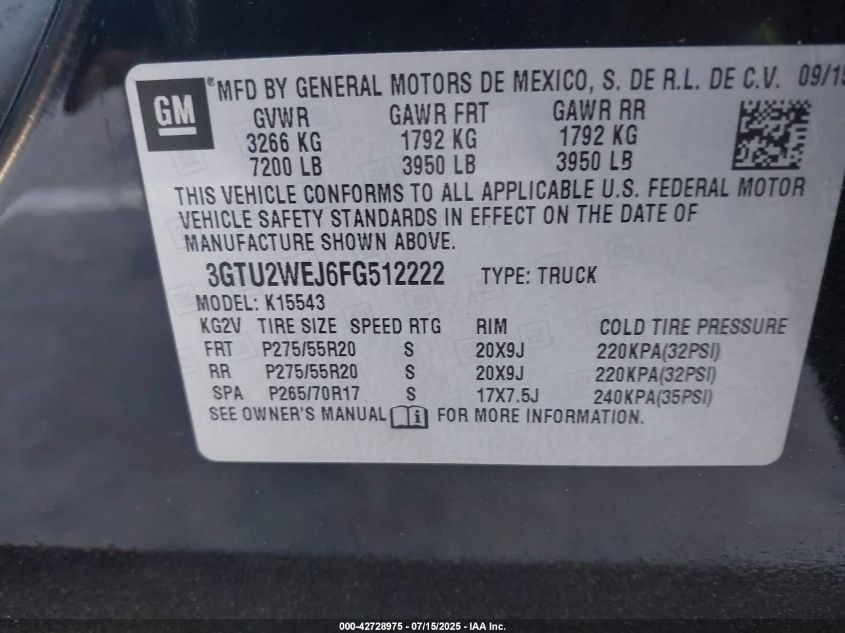 GM
® MFD BY GENERAL MOTORS DE MEXICO, S. DE R.L. DE C.V. 09/15
GVWR GAWR FRT GAWR RR
3266 KG 1792 KG 1792 KG
7200 LB 3950 LB 3950 LB
THIS VEHICLE CONFORMS TO ALL APPLICABLE U.S. FEDERAL MOTOR
VEHICLE SAFETY STANDARDS IN EFFECT ON THE DATE OF
MANUFACTURE SHOWN ABOVE.
3GTU2WEJ6FG512222 TYPE: TRUCK
MODEL: K15543
KG2V TIRE SIZE SPEED RTG RIM COLD TIRE PRESSURE
FRT P275/55R20 S 20X9J 220KPA(32PSI)
RR P275/55R20 S 20X9J 220KPA(32PSI)
SPA P265/70R17 S 17X7.5J 240KPA(35PSI)
SEE OWNER'S MANUAL i FOR MORE INFORMATION.
000-42728975 - 07/15/2025 - IAA Inc.